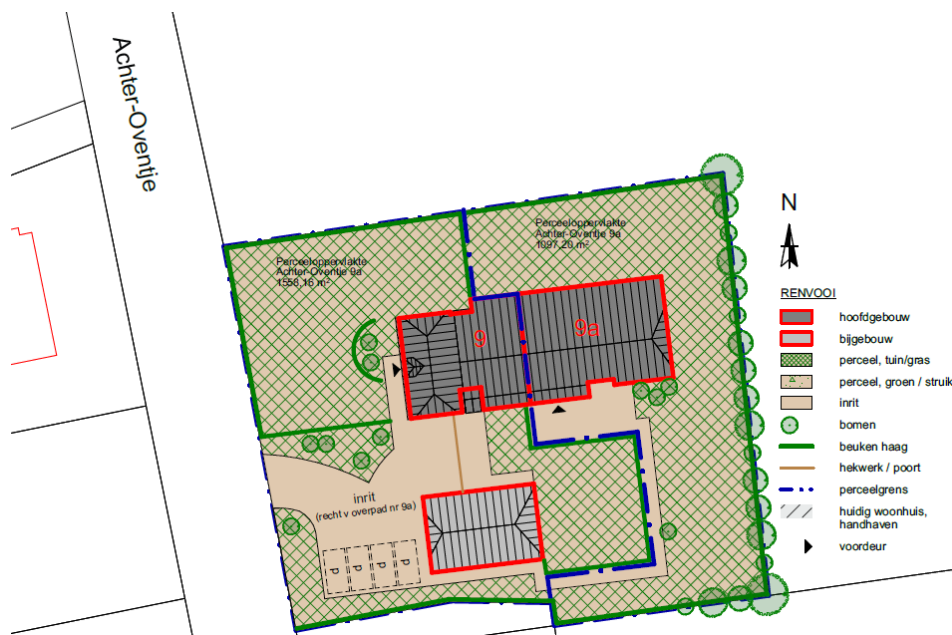 Achter-Oventje
Perceeloppervlakte
Achter-Oventje 9a
1558,16 m²
Perceeloppervlakte
Achter-Oventje 9a
1097,20 m²
9
9a
inrit
(recht v overpad nr 9a)
P
P
P
P
N
RENVOOI
hoofdgebouw
bijgebouw
perceel, tuin/gras
perceel, groen / struik
inrit
bomen
beuken haag
hekwerk / poort
perceelgrens
huidig woonhuis,
handhaven
voordeur